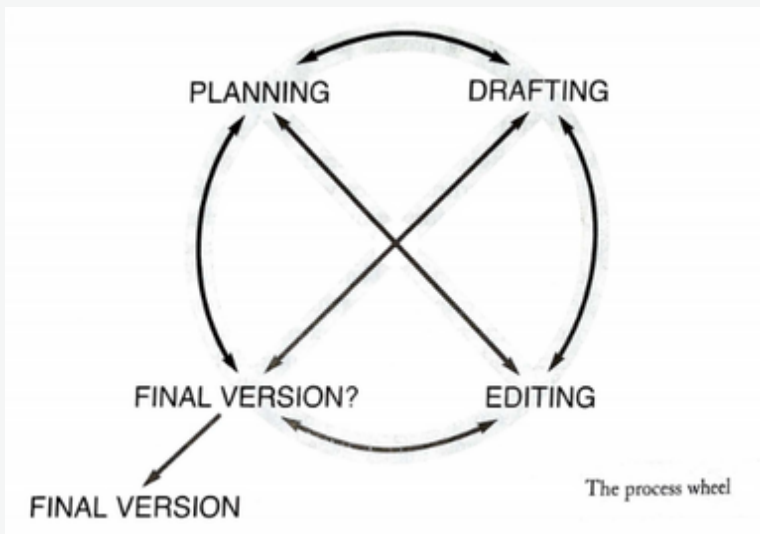 PLANNING
DRAFTING
FINAL VERSION?
EDITING
FINAL VERSION
The process wheel